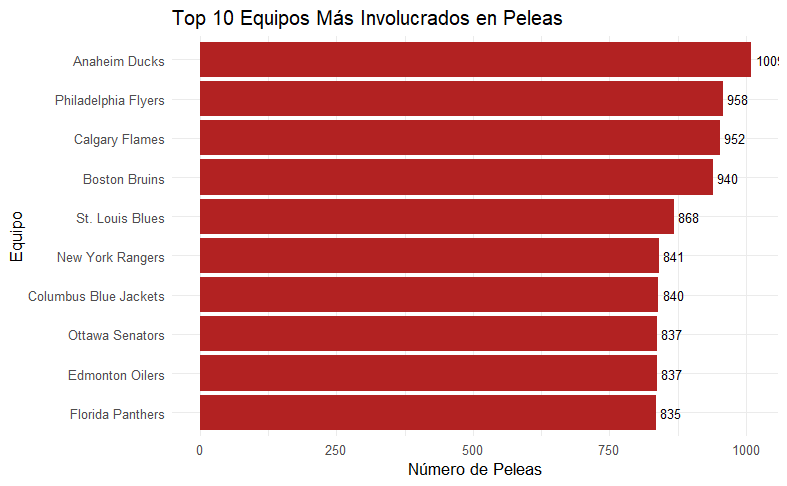 Top 10 Equipos Más Involucrados en Peleas
Equipo
Anaheim Ducks 1009
Philadelphia Flyers 958
Calgary Flames 952
Boston Bruins 940
St. Louis Blues 868
New York Rangers 841
Columbus Blue Jackets 840
Ottawa Senators 837
Edmonton Oilers 837
Florida Panthers 835
0 250 500 750 1000
Número de Peleas